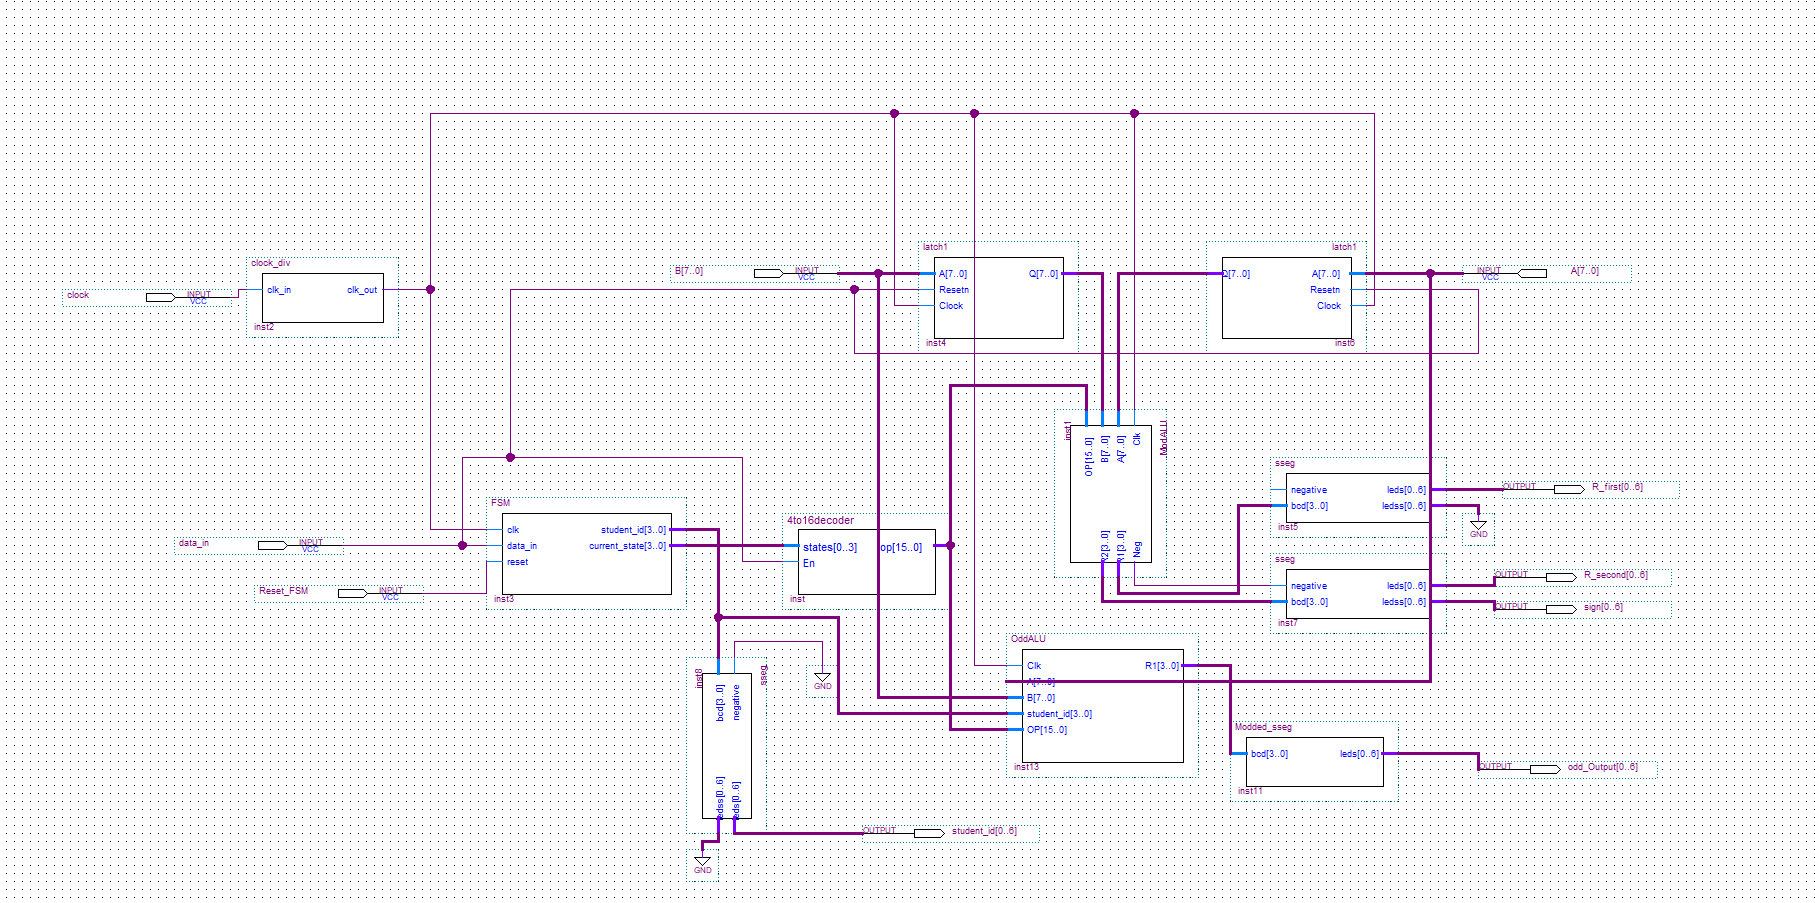 clock
INPUT
VCC
clock_div
clk_in
clk_out
inst2
B[7..0]
INPUT
VCC
latch1
A[7..0]
Q[7..0]
Resetn
Clock
inst4
latch1
Q[7..0]
A[7..0]
Resetn
Clock
inst6
INPUT
VCC
A[7..0]
data_in
INPUT
VCC
Reset_FSM
INPUT
VCC
FSM
clk
student_id[3..0]
data_in
current_state[3..0]
reset
inst3
4to16decoder
states[0..3]
op[15..0]
En
inst
inst1
ModALU
OP[15..0]
B[7..0]
A[7..0]
Clk
R2[3..0]
R1[3..0]
Neg
sseg
negative
leds[0..6]
bcd[3..0]
ledss[0..6]
inst5
OUTPUT
R_first[0..6]
GND
sseg
negative
leds[0..6]
bcd[3..0]
ledss[0..6]
inst7
OUTPUT
R_second[0..6]
OUTPUT
sign[0..6]
inst8
sseg
bcd[3..0]
negative
ledss[0..6]
leds[0..6]
GND
GND
OUTPUT
student_id[0..6]
OddALU
Clk
R1[3..0]
A[7..0]
B[7..0]
student_id[3..0]
OP[15..0]
inst13
Modded_sseg
bcd[3..0]
leds[0..6]
inst11
OUTPUT
odd_Output[0..6]